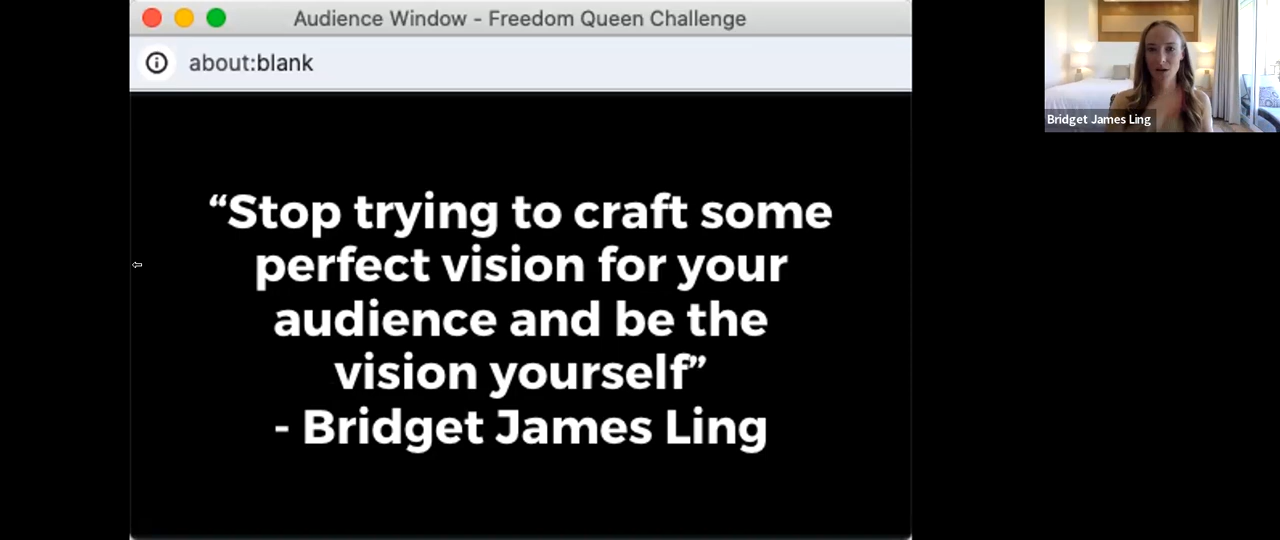 Audience Window - Freedom Queen Challenge
about:blank
“Stop trying to craft some
perfect vision for your
audience and be the
vision yourself”
- Bridget James Ling
Bridget James Ling